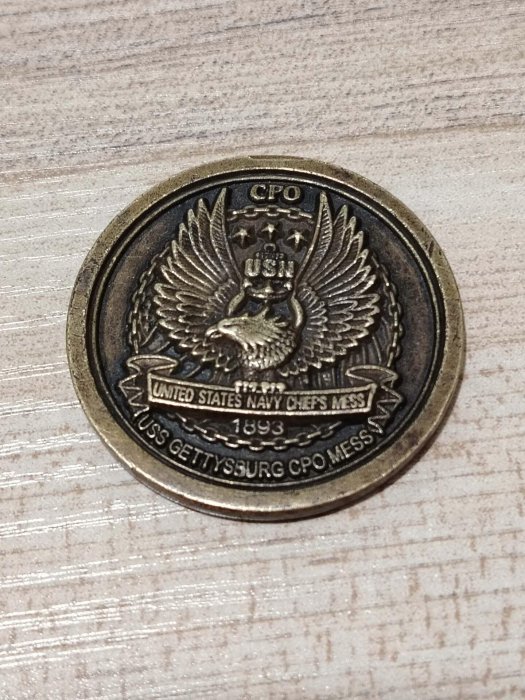 CPO
USN
UNITED STATES NAVY CHIEFS MESS
1893
USS GETTYSBURG CPO MESS